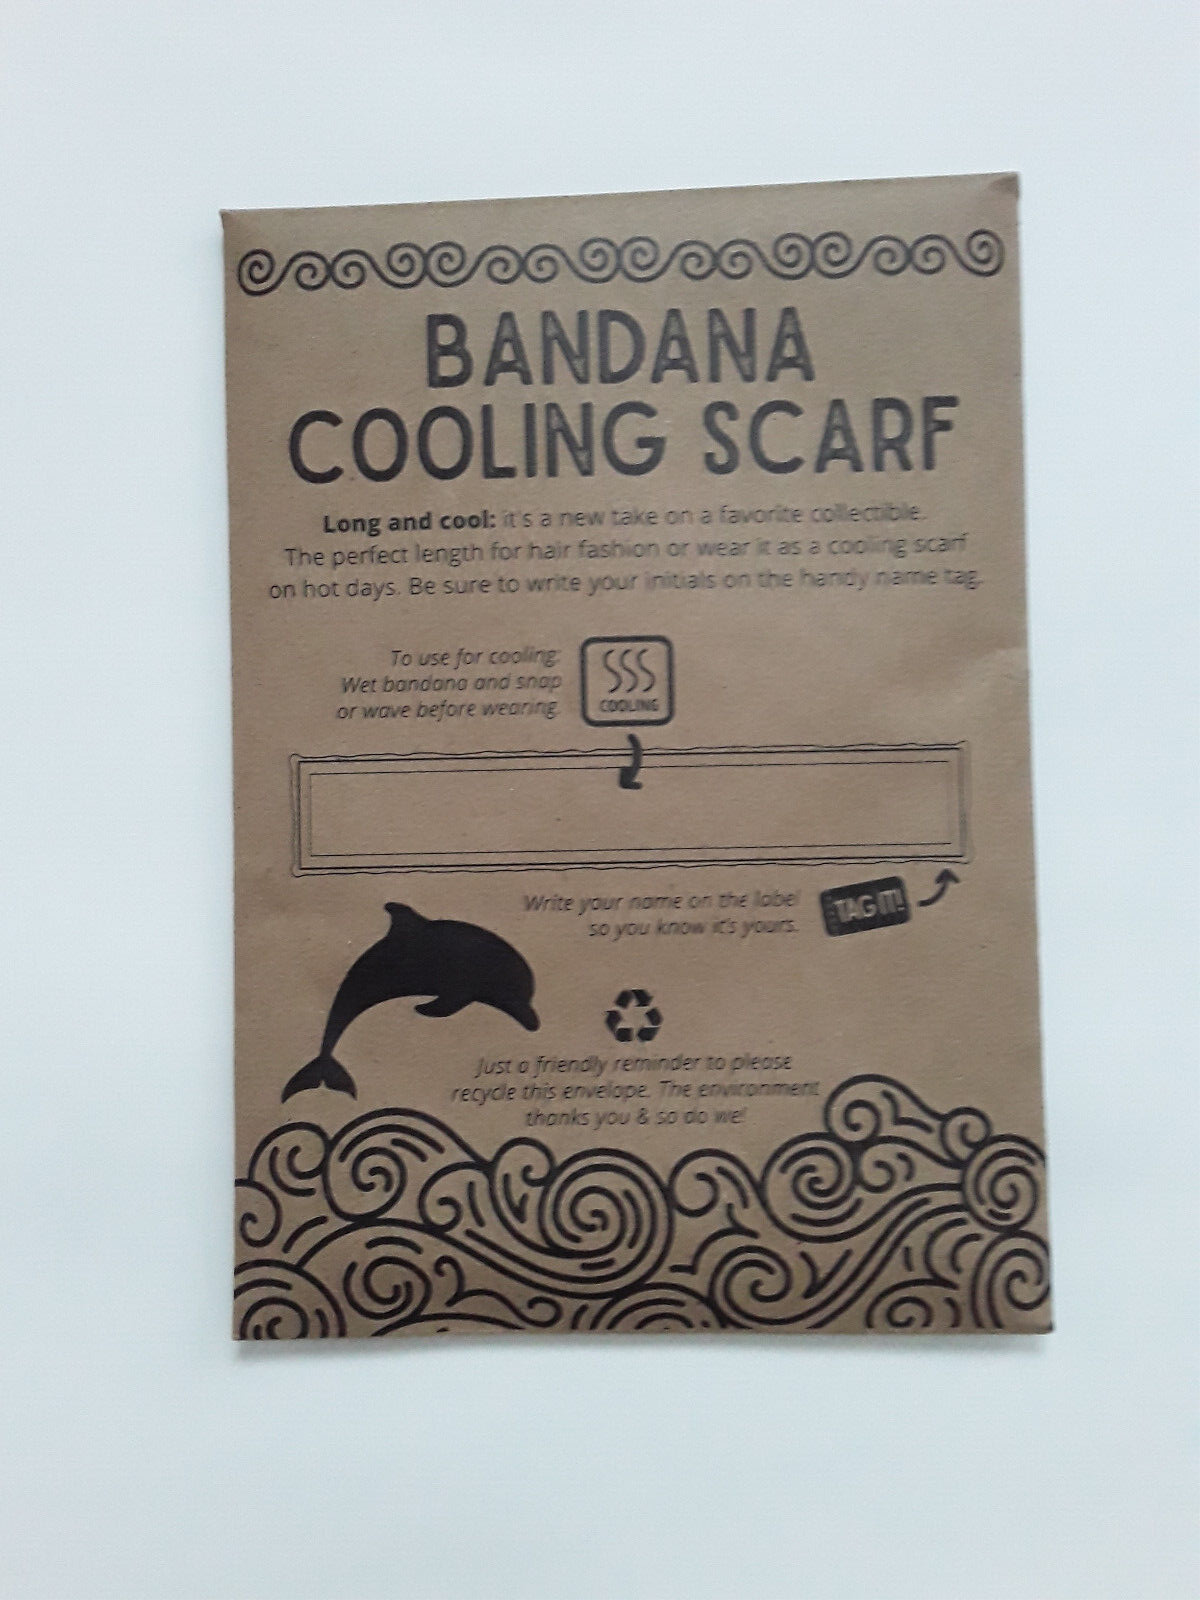 BANDANA
COOLING SCARF
Long and cool: it's a new take on a favorite collectible.
The perfect length for hair fashion or wear it as a cooling scarf
on hot days. Be sure to write your initials on the handy name tag.
To use for cooling:
Wet bandana and snap
or wave before wearing.
COOLING
Write your name on the label
so you know it's yours.
TAG IT!
Just a friendly reminder to please
recycle this envelope. The environment
thanks you & so do we!